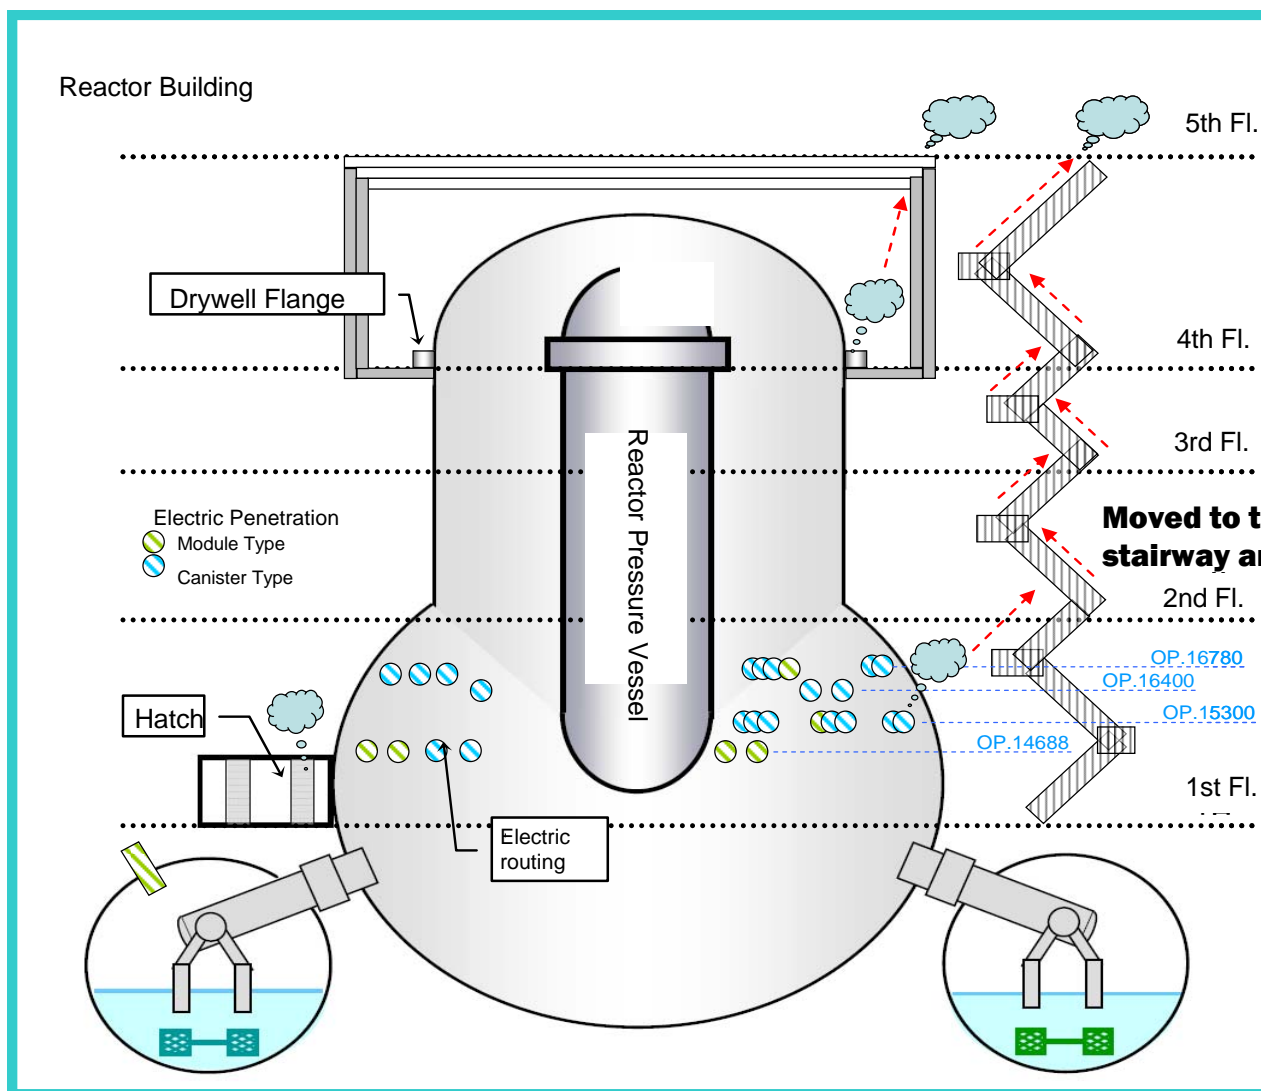 Reactor Building
5th Fl.
Drywell Flange
4th Fl.
3rd Fl.
Reactor Pressure Vessel
Electric Penetration
Module Type
Canister Type
Moved to t
stairway a
2nd Fl.
OP.16780
OP.16400
OP.15300
OP.14688
Hatch
1st Fl.
Electric
routing